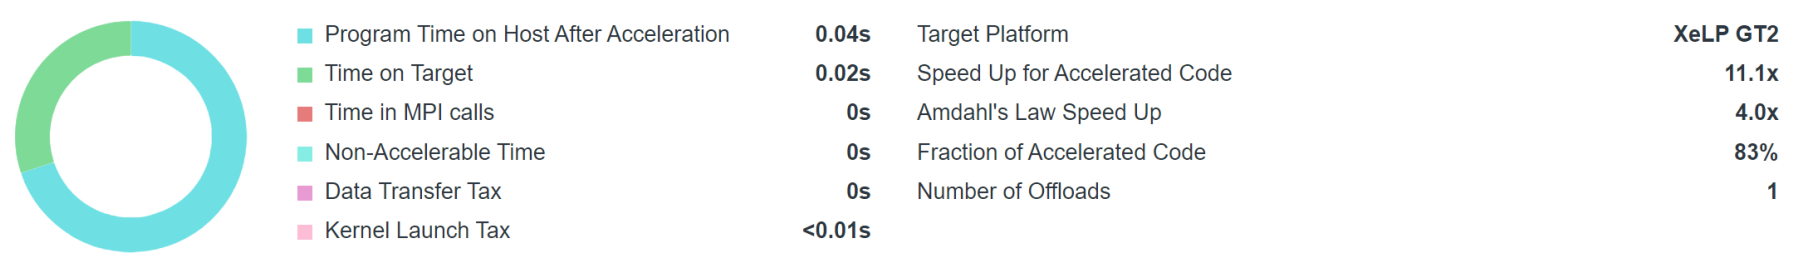 Program Time on Host After Acceleration 0.04s
Time on Target 0.02s
Time in MPI calls 0s
Non-Accelerable Time 0s
Data Transfer Tax 0s
Kernel Launch Tax <0.01s
Target Platform XeLP GT2
Speed Up for Accelerated Code 11.1x
Amdahl's Law Speed Up 4.0x
Fraction of Accelerated Code 83%
Number of Offloads 1